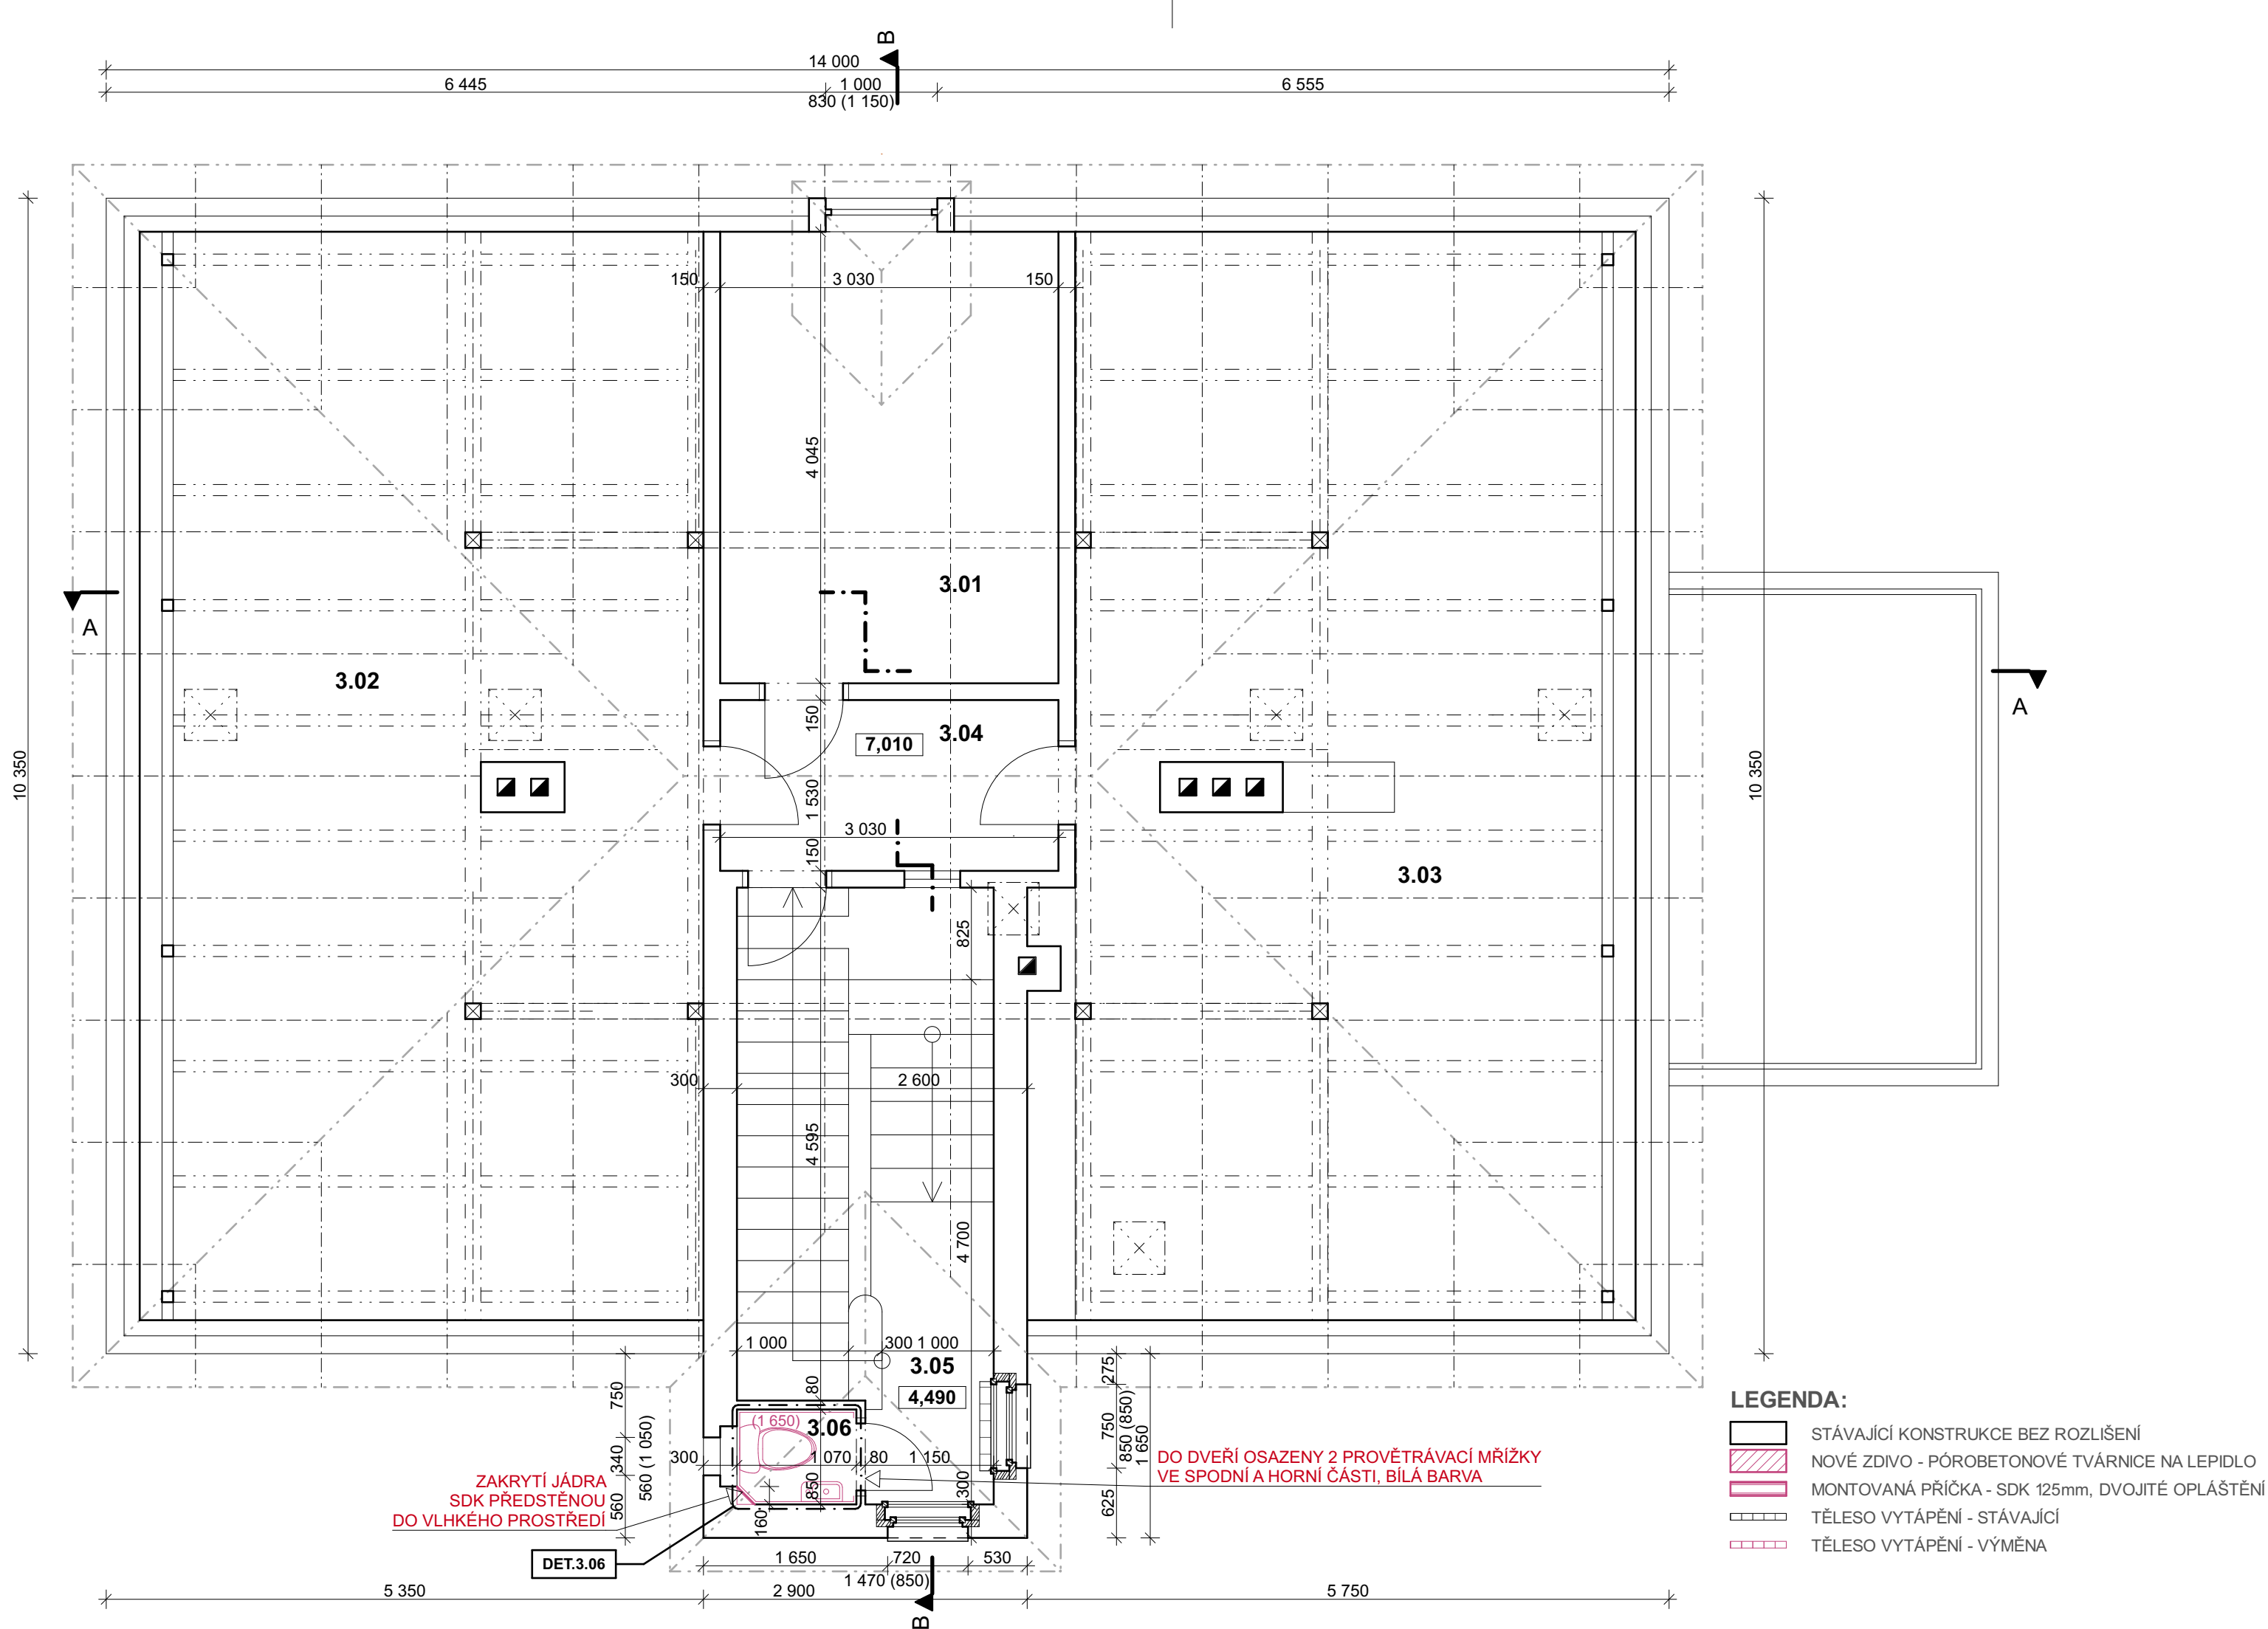 B
14 000
6 445
1 000
6 555
830 (1 150)
150
3 030
150
4 045
3.01
A
3.02
A
150
3.04
7,010
10 350
10 350
1 530
3 030
150
3.03
825
300
2 600
4 595
4 700
1 000
300
1 000
3.05
4,490
275
750
80
850 (850)
750
1 650
(1 650)
3.06
340
560 (1 050)
300
1 070
80
1 150
850
300
560
160
625
ZAKRYTÍ JÁDRA
SDK PŘEDSTĚNOU
DO VLHKÉHO PROSTŘEDÍ
DO DVEŘÍ OSAZENY 2 PROVĚTRÁVACÍ MŘÍŽKY
VE SPODNÍ A HORNÍ ČÁSTI, BÍLÁ BARVA
DET.3.06
1 650
720
530
1 470 (850)
5 350
2 900
5 750
B
LEGENDA:
STÁVAJÍCÍ KONSTRUKCE BEZ ROZLIŠENÍ
NOVÉ ZDIVO - PÓROBETONOVÉ TVÁRNICE NA LEPIDLO
MONTOVANÁ PŘÍČKA - SDK 125mm, DVOJITÉ OPLÁŠTĚNÍ
TĚLESO VYTÁPĚNÍ - STÁVAJÍCÍ
TĚLESO VYTÁPĚNÍ - VÝMĚNA